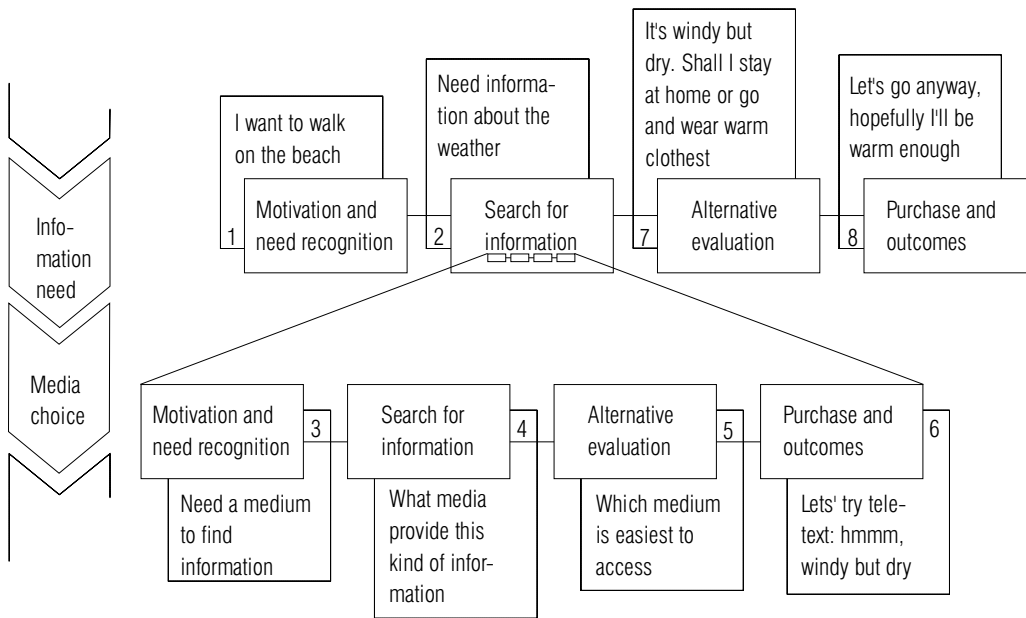 Info-
mation
need
Media
choice
I want to walk
on the beach
1
Motivation and
need recognition
Need informa-
tion about the
weather
2
Search for
information
It's windy but
dry. Shall I stay
at home or go
and wear warm
clothest
7
Alternative
evaluation
Let's go anyway,
hopefully I'll be
warm enough
8
Purchase and
outcomes
Motivation and
need recognition
3
Need a medium
to find
information
Search for
information
4
What media
provide this
kind of infor-
mation
Alternative
evaluation
5
Which medium
is easiest to
access
Purchase and
outcomes
6
Lets' try tele-
text: hmmm,
windy but dry